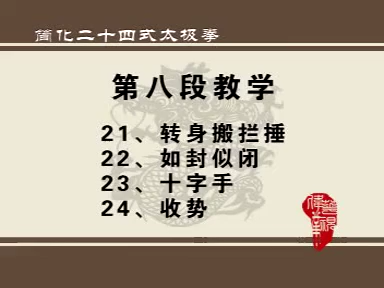 简化二十四式太极拳
第八段教学
21、转身搬拦捶
22、如封似闭
23、十字手
24、收势